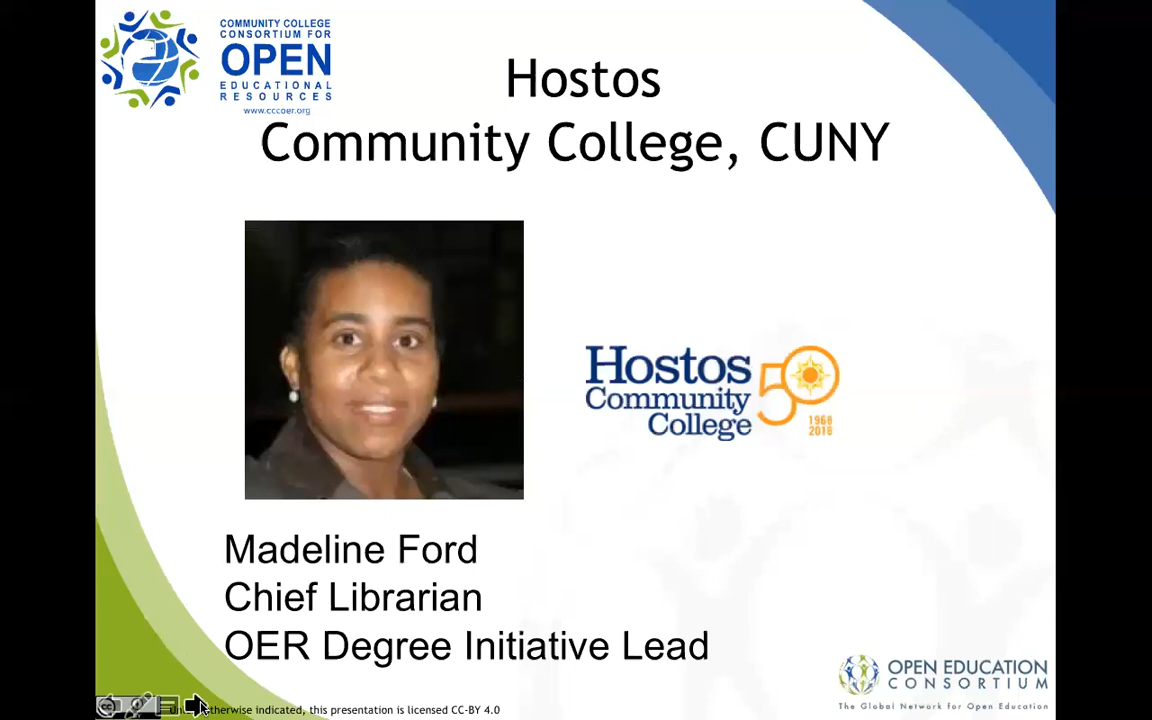 COMMUNITY COLLEGE
CONSORTIUM FOR
OPEN
EDUCATIONAL
RESOURCES
www.cccoer.org
Hostos
Community College, CUNY
Hostos
Community
College
50
1968
2018
Madeline Ford
Chief Librarian
OER Degree Initiative Lead
OPEN EDUCATION
CONSORTIUM
The Global Network for Open Education
otherwise indicated, this presentation is licensed CC-BY 4.0